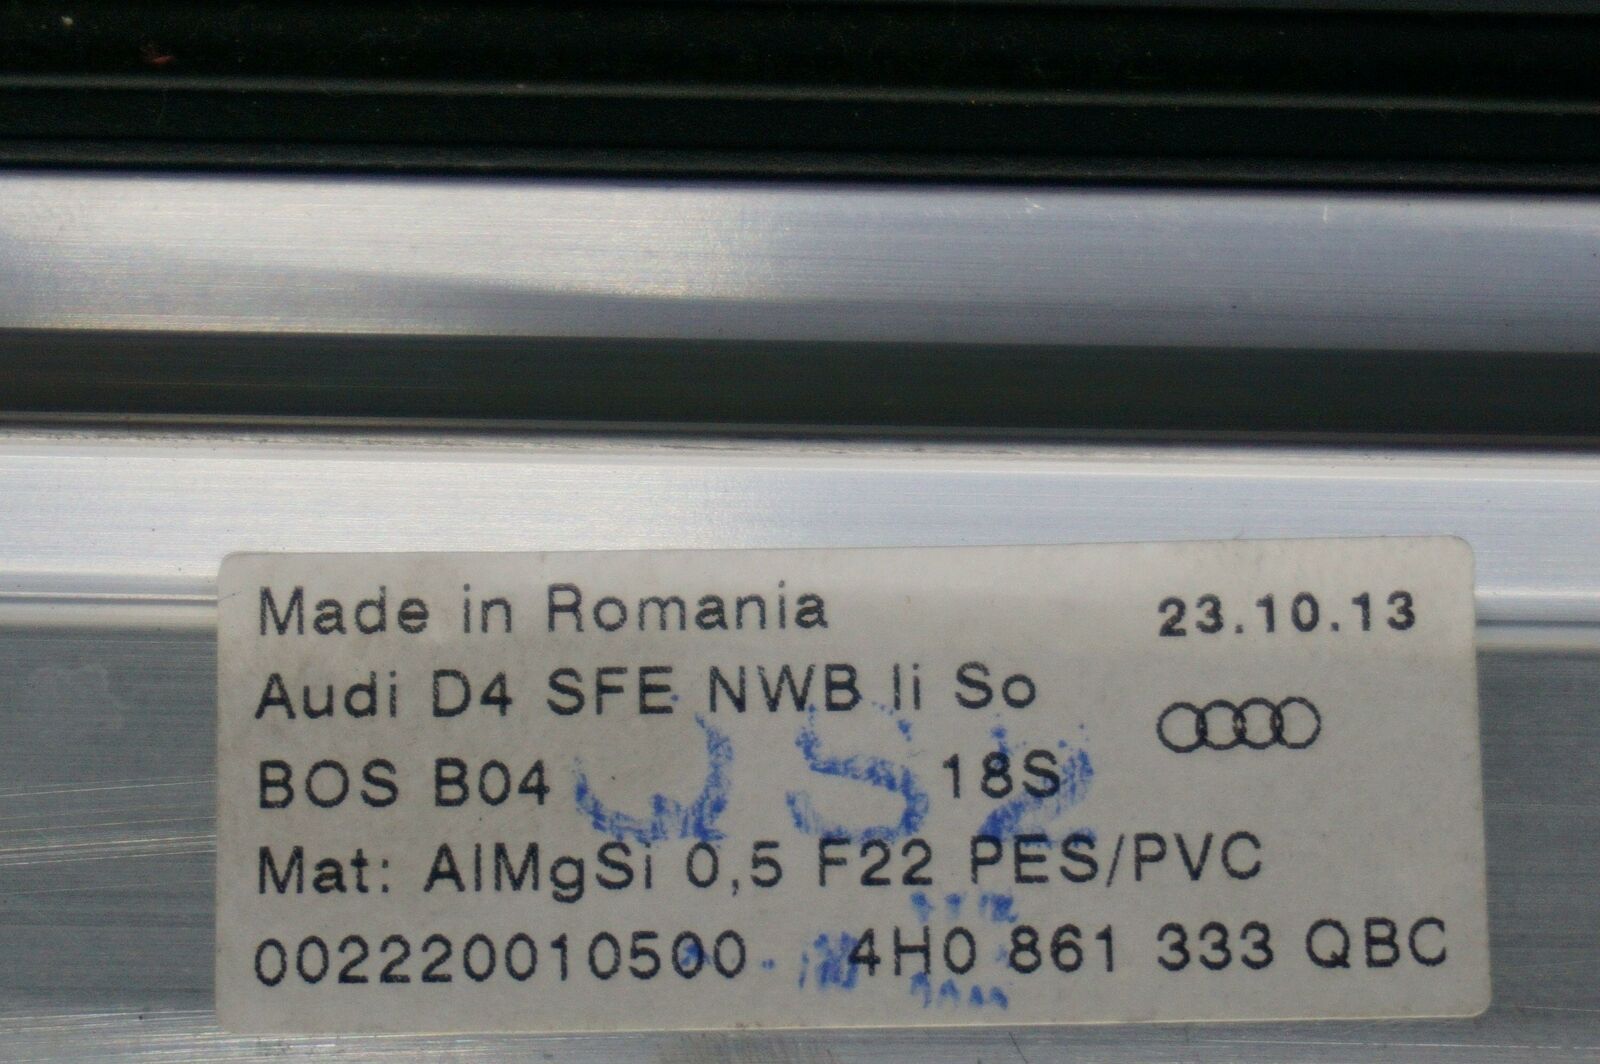 Made in Romania 23.10.13
Audi D4 SFE NWB li So
BOS B04 18S
Mat: AlMgSi 0,5 F22 PES/PVC
002220010500 4H0 861 333 QBC